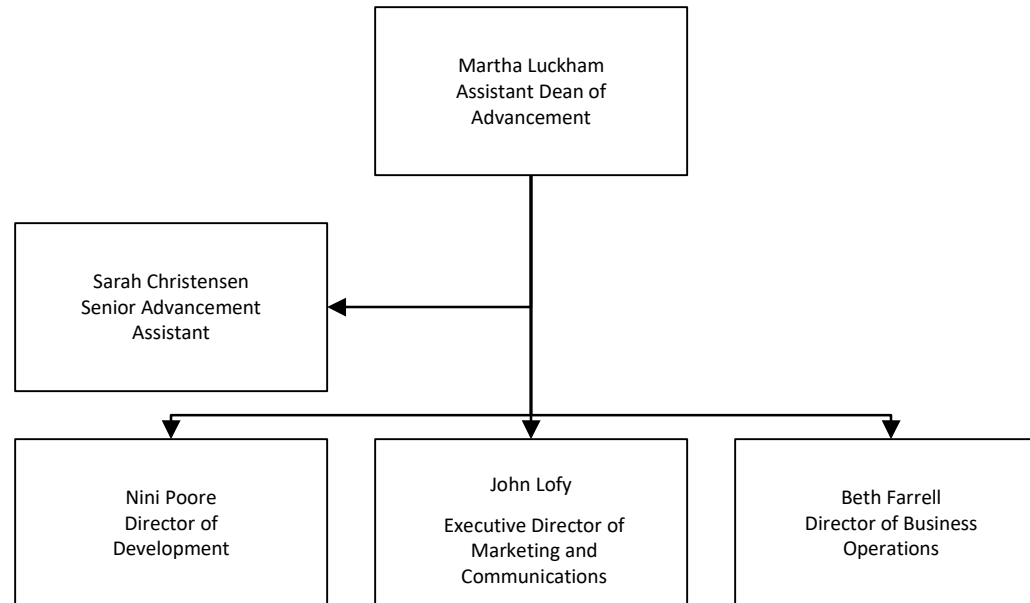 Martha Luckham
Assistant Dean of
Advancement
Sarah Christensen
Senior Advancement
Assistant
Nini Poore
Director of
Development
John Lofy
Executive Director of
Marketing and
Communications
Beth Farrell
Director of Business
Operations